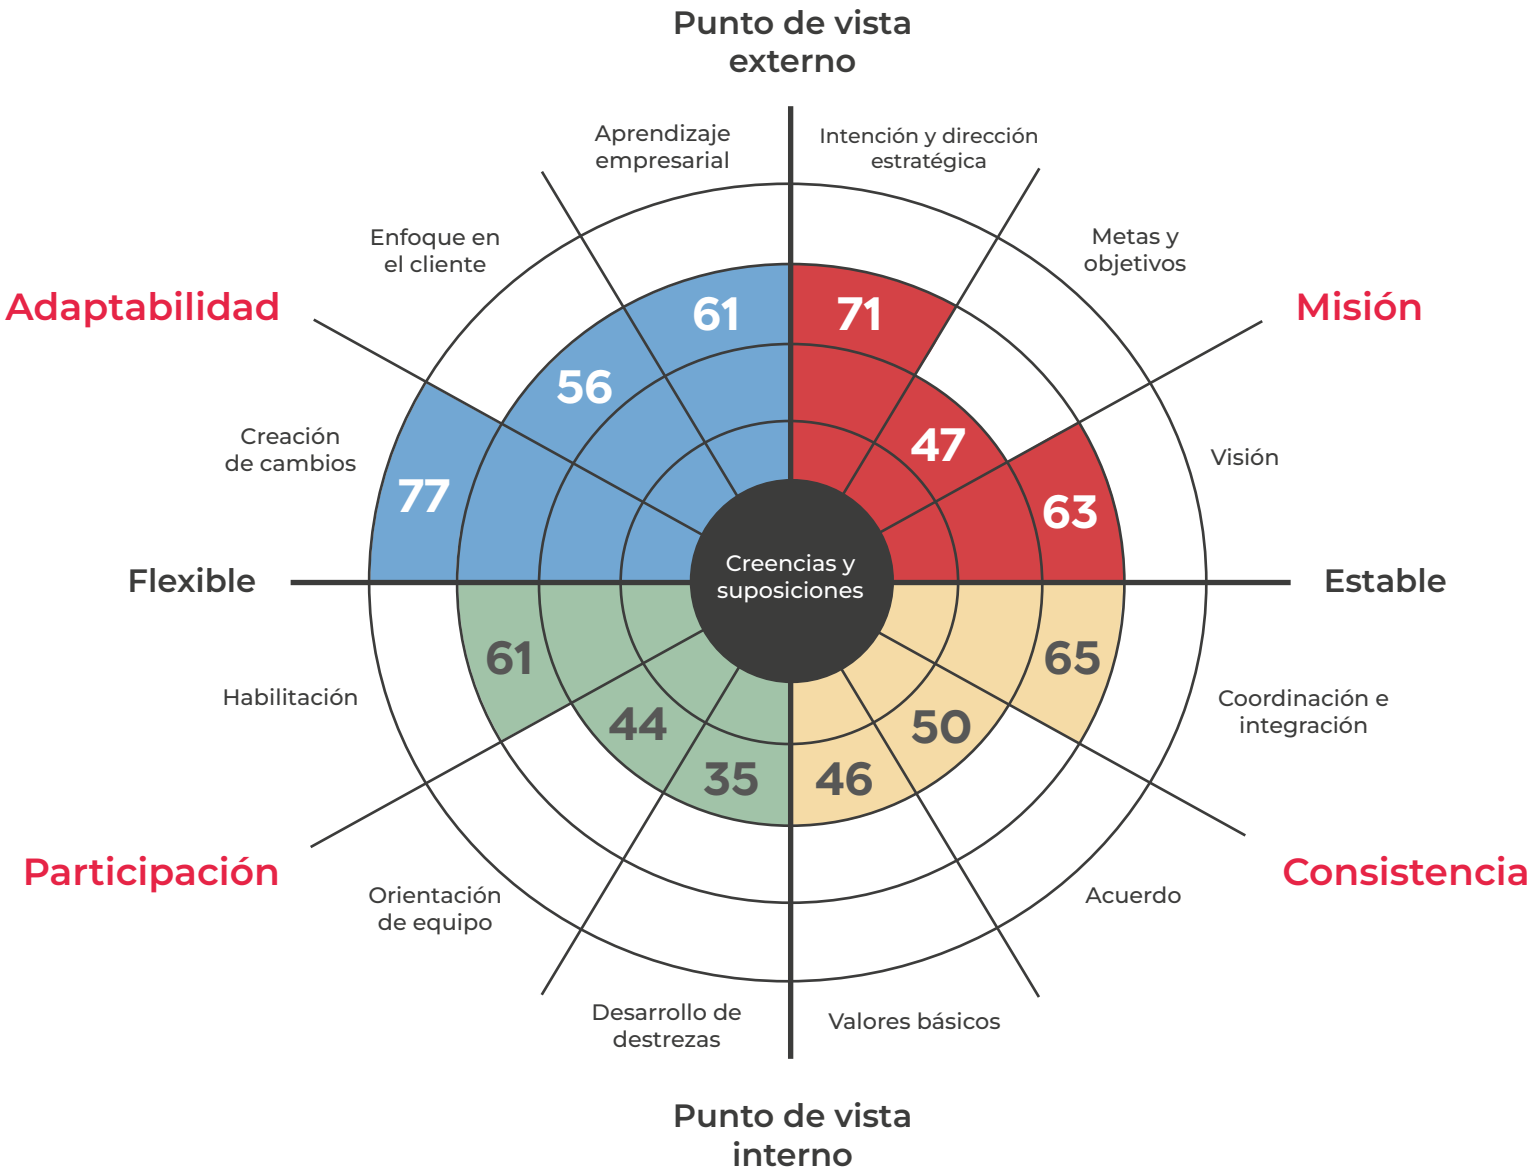 Punto de vista
externo
Aprendizaje
empresarial
Intención y dirección
estratégica
Enfoque en
el cliente
Metas y
objetivos
Adaptabilidad
Misión
61
71
56
47
Creación
de cambios
Visión
77
63
Flexible
Creencias y
suposiciones
Estable
61
65
Habilitación
Coordinación e
integración
44
50
35
46
Participación
Consistencia
Orientación
de equipo
Acuerdo
Desarrollo de
destrezas
Valores básicos
Punto de vista
interno